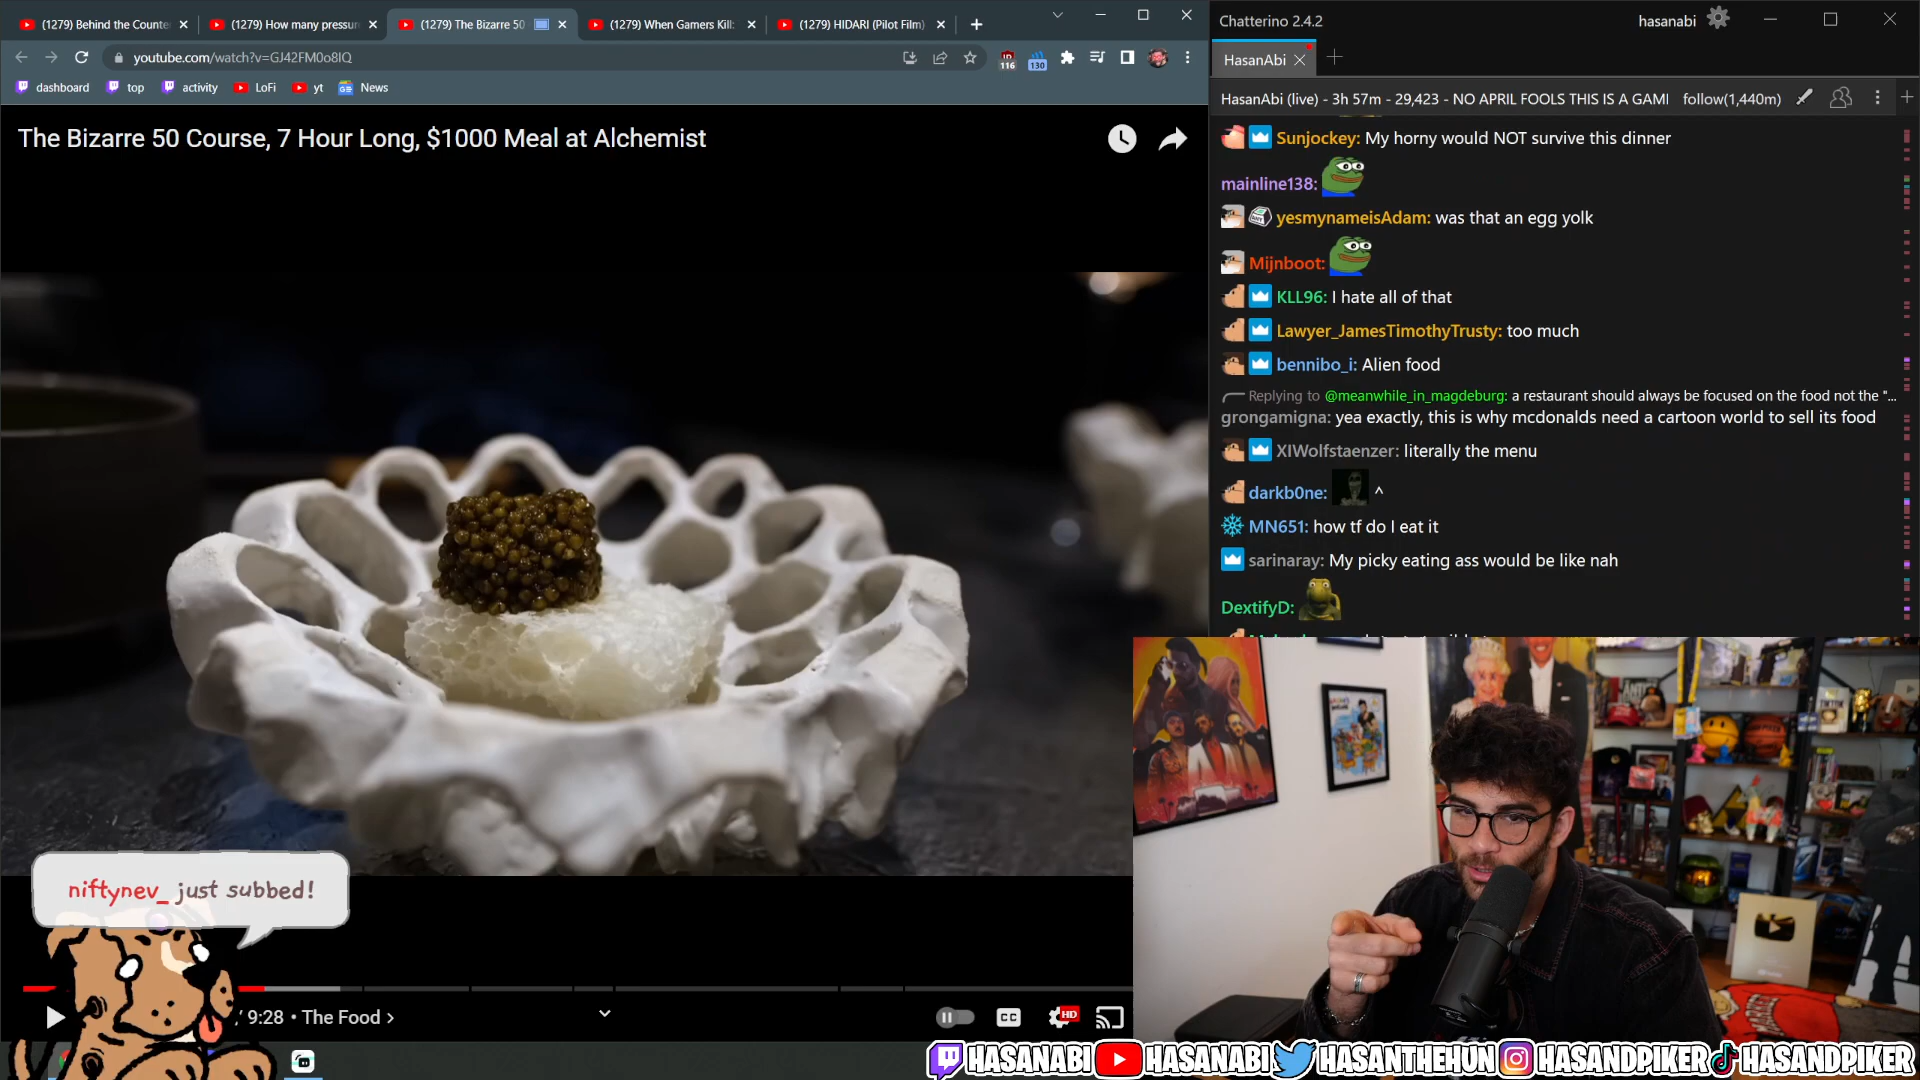 (1279) Behind the Counte
(1279) How many pressur
(1279) The Bizarre 50
(1279) When Gamers Kill:
(1279) HIDARI (Pilot Film)
youtube.com/watch?v=GJ42FM0o8IQ
116
130
dashboard
top
activity
LoFi
yt
News
The Bizarre 50 Course, 7 Hour Long, $1000 Meal at Alchemist
niftynev_ just subbed!
9:28 • The Food >
CC
HD
Chatterino 2.4.2
hasanabi
HasanAbi
HasanAbi (live) - 3h 57m - 29,423 - NO APRIL FOOLS THIS IS A GAMI
follow(1,440m)
Sunjockey: My horny would NOT survive this dinner
mainline138:
yesmynameisAdam: was that an egg yolk
Mijnboot:
KLL96: I hate all of that
Lawyer_JamesTimothyTrusty: too much
bennibo_i: Alien food
Replying to @meanwhile_in_magdeburg: a restaurant should always be focused on the food not the "...
grongamigna: yea exactly, this is why mcdonalds need a cartoon world to sell its food
XIWolfstaenzer: literally the menu
darkb0ne: ^
MN651: how tf do I eat it
sarinaray: My picky eating ass would be like nah
DextifyD:
HASANABI HASANABI HASANTHEHUN HASANDPIKER HASANDPIKER